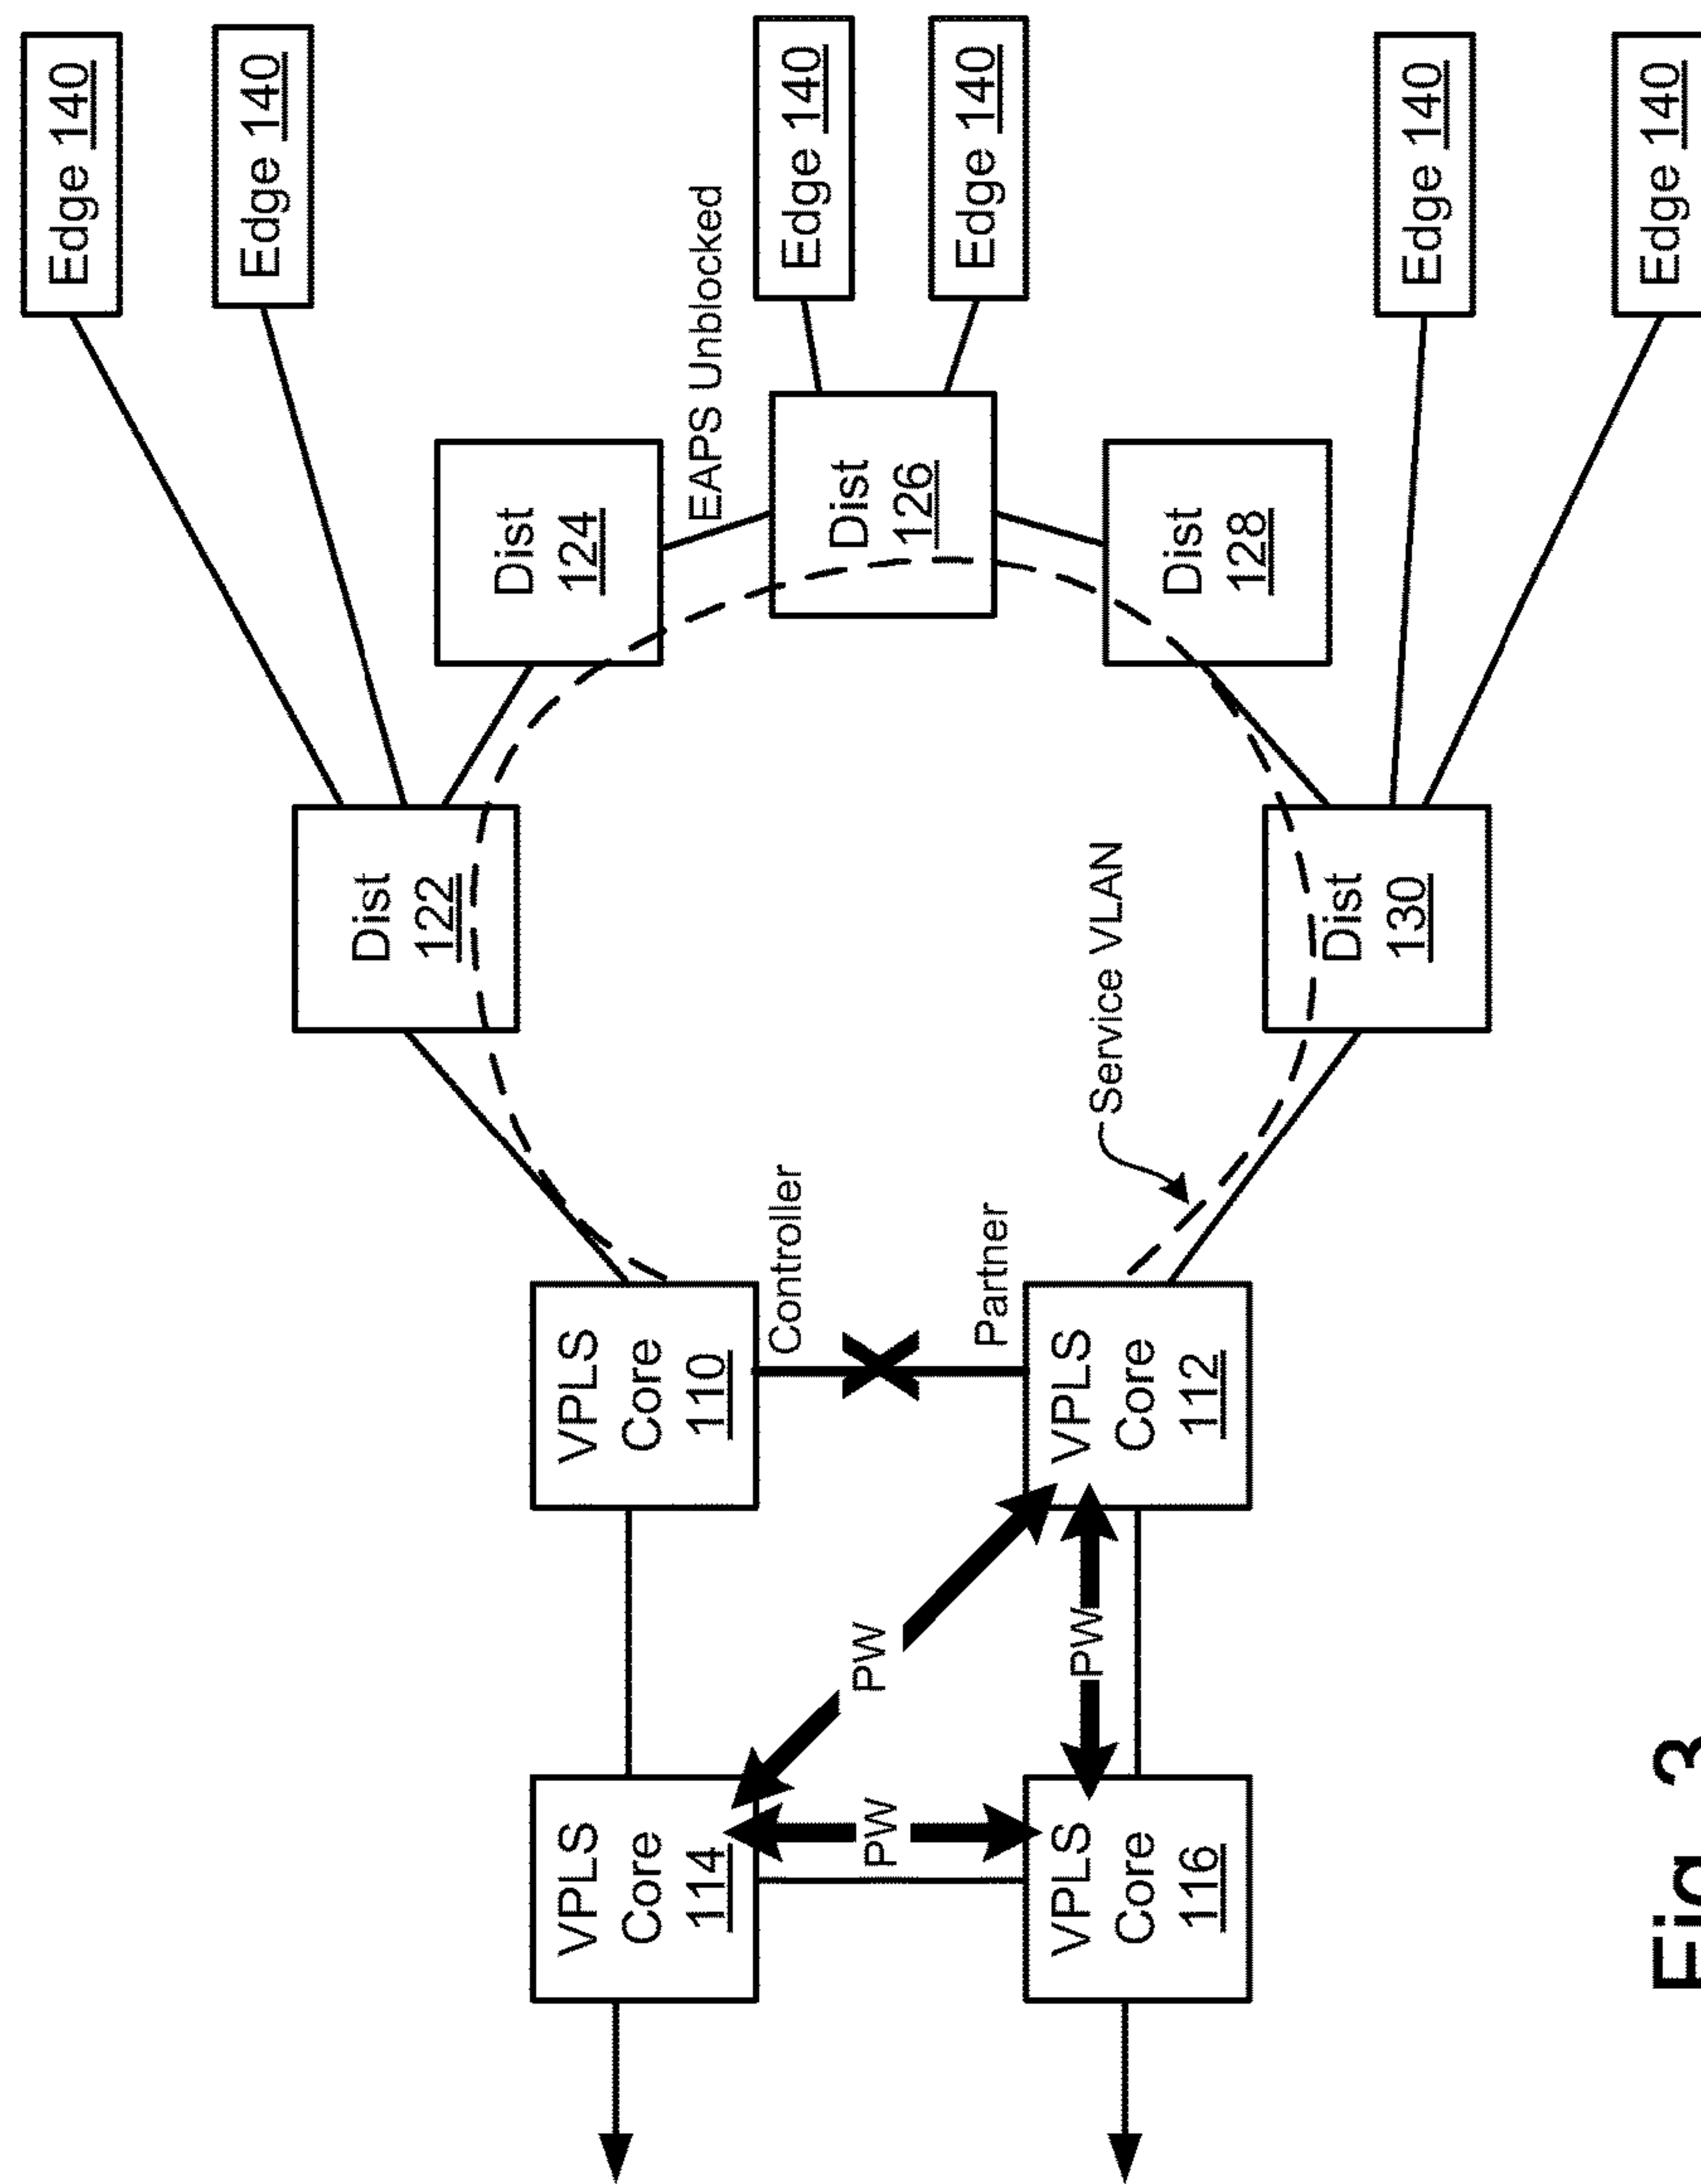 Edge 140
Edge 140
Dist
122
Dist
124
EAPS Unblocked
VPLS
Core
114
VPLS
Core
110
Controller
Edge 140
Dist
126
Edge 140
PW
PW
PW
Partner
Service VLAN
VPLS
Core
116
VPLS
Core
112
Dist
128
Dist
130
Edge 140
Edge 140
Fig. 3